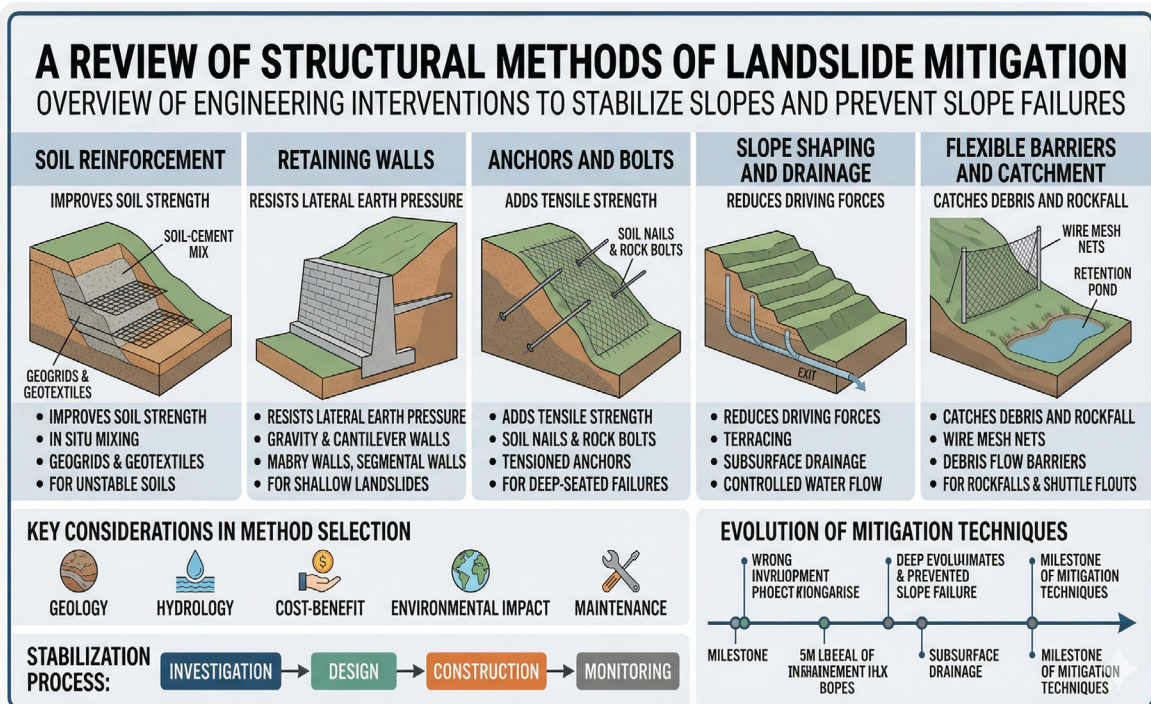 A REVIEW OF STRUCTURAL METHODS OF LANDSLIDE MITIGATION
OVERVIEW OF ENGINEERING INTERVENTIONS TO STABILIZE SLOPES AND PREVENT SLOPE FAILURES
SOIL REINFORCEMENT
IMPROVES SOIL STRENGTH
SOIL-CEMENT
MIX
GEOGRIDS &
GEOTEXTILES
• IMPROVES SOIL STRENGTH
• IN SITU MIXING
• GEOGRIDS & GEOTEXTILES
• FOR UNSTABLE SOILS
RETAINING WALLS
RESISTS LATERAL EARTH PRESSURE
• RESISTS LATERAL EARTH PRESSURE
• GRAVITY & CANTILEVER WALLS
• MABRY WALLS, SEGMENTAL WALLS
• FOR SHALLOW LANDSLIDES
ANCHORS AND BOLTS
ADDS TENSILE STRENGTH
SOIL NAILS
& ROCK BOLTS
• ADDS TENSILE STRENGTH
• SOIL NAILS & ROCK BOLTS
• TENSIONED ANCHORS
• FOR DEEP-SEATED FAILURES
SLOPE SHAPING
AND DRAINAGE
REDUCES DRIVING FORCES
EXIT
• REDUCES DRIVING FORCES
• TERRACING
• SUBSURFACE DRAINAGE
• CONTROLLED WATER FLOW
FLEXIBLE BARRIERS
AND CATCHMENT
CATCHES DEBRIS AND ROCKFALL
WIRE MESH
NETS
RETENTION
POND
• CATCHES DEBRIS AND ROCKFALL
• WIRE MESH NETS
• DEBRIS FLOW BARRIERS
• FOR ROCKFALLS & SHUTTLE FLOUTS
KEY CONSIDERATIONS IN METHOD SELECTION
GEOLOGY
HYDROLOGY
$
COST-BENEFIT
ENVIRONMENTAL IMPACT
MAINTENANCE
STABILIZATION
PROCESS:
INVESTIGATION
DESIGN
CONSTRUCTION
MONITORING
EVOLUTION OF MITIGATION TECHNIQUES
WRONG
DEEP
& PREVENTED
SLOPE FAILURE
MILESTONE
OF MITIGATION
TECHNIQUES
MILESTONE
5M
OF
BOPES
SUBSURFACE
DRAINAGE
MILESTONE
OF MITIGATION
TECHNIQUES